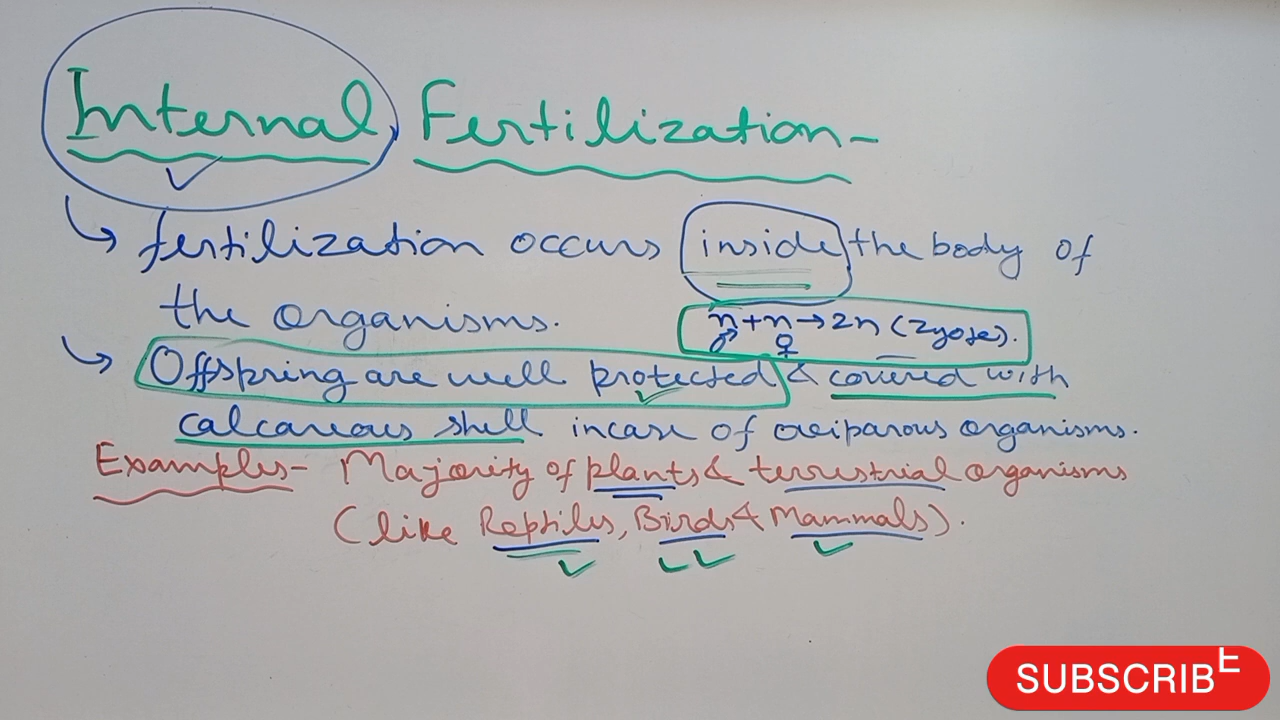 Internal Fertilization-
fertilization occurs inside the body of
the organisms.
n + n → 2n (Zygote).
♂ ♀
Offspring are well protected & covered with
calcareous shell incase of oviparous organisms.
Examples- Majority of plants & terrestrial organisms
(like Reptiles, Birds & Mammals).
SUBSCRIBE